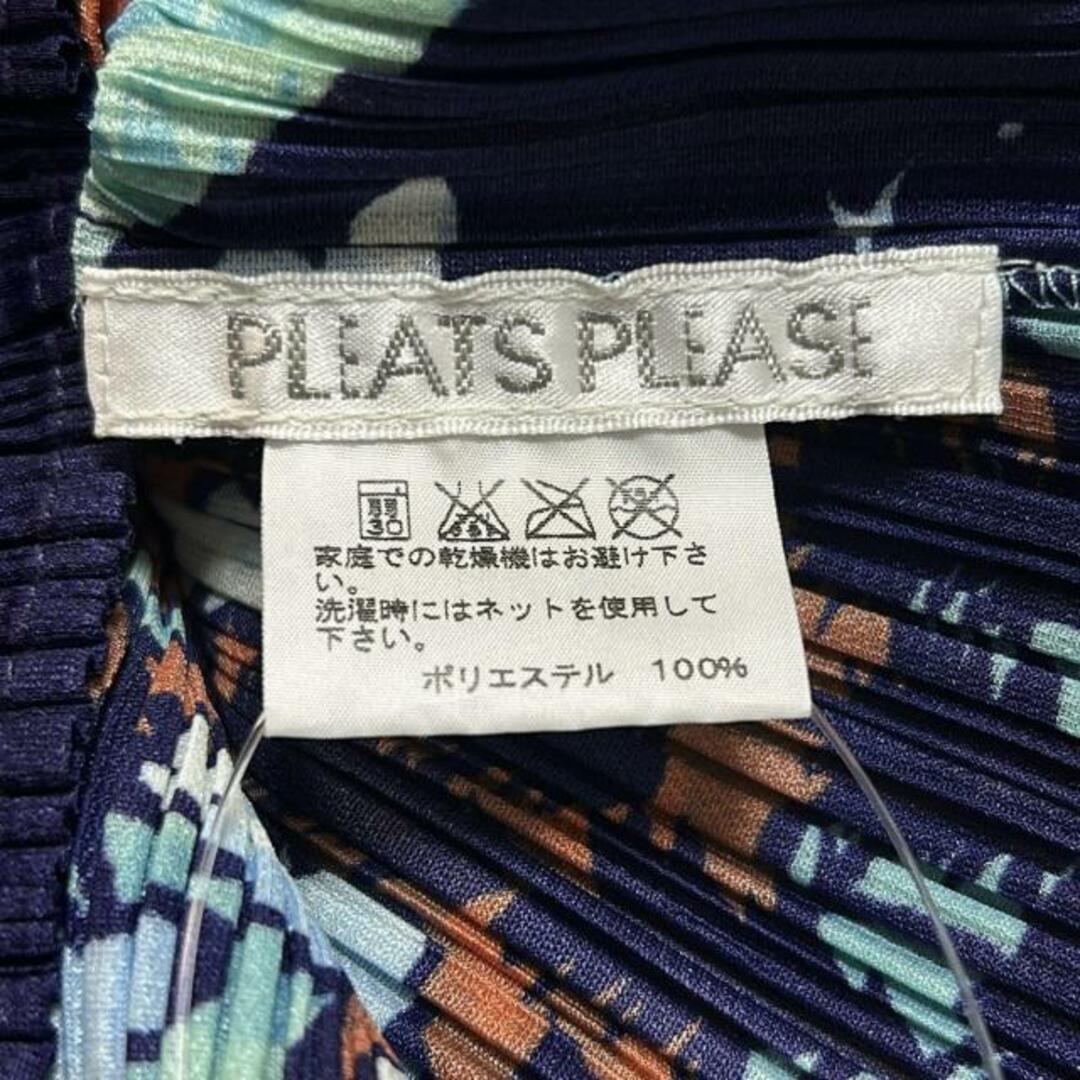 PLEATS PLEASE
弱
30
家庭での乾燥機はお避け下さ
い。
洗濯時にはネットを使用して
下さい。
ポリエステル 100%